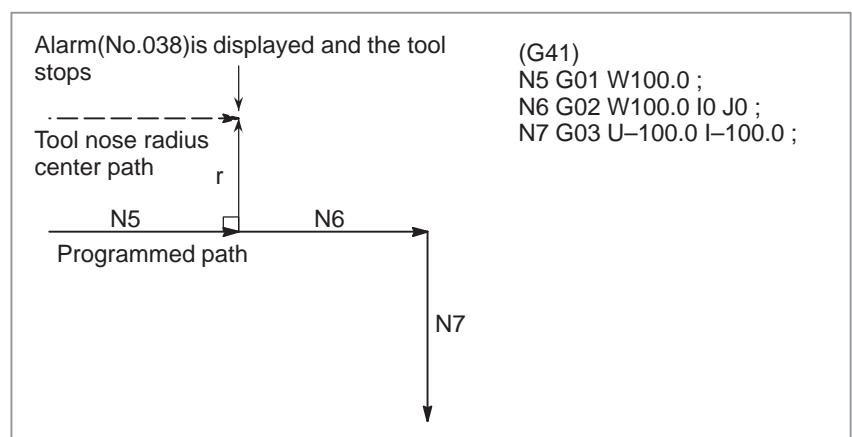 Alarm(No.038)is displayed and the tool
stops
(G41)
N5 G01 W100.0 ;
N6 G02 W100.0 I0 J0 ;
N7 G03 U–100.0 I–100.0 ;
Tool nose radius
center path
r
N5
N6
Programmed path
N7